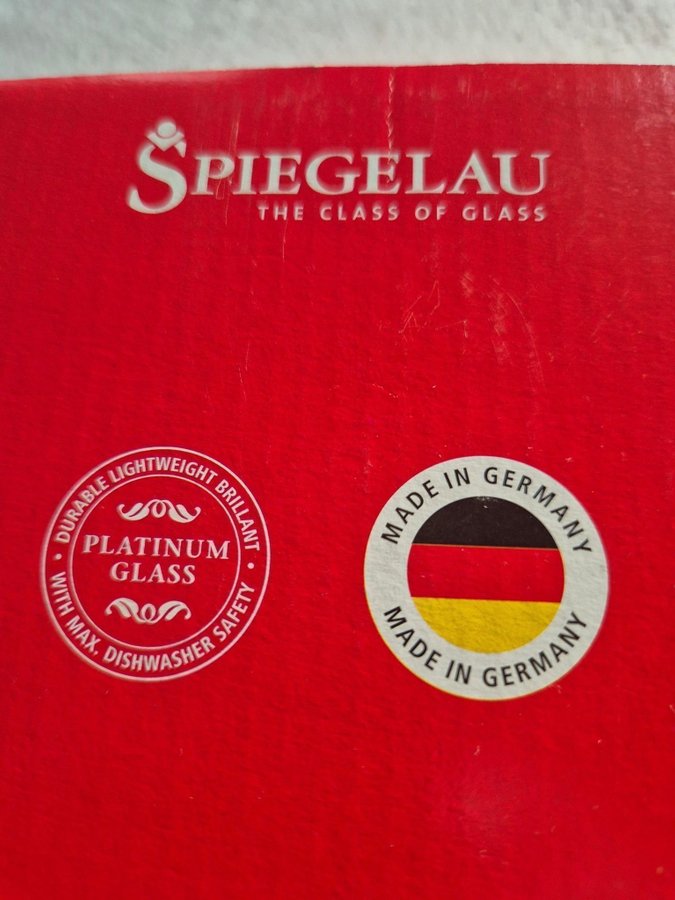 SPIEGELAU
THE CLASS OF GLASS
• DURABLE LIGHTWEIGHT BRILLANT •
PLATINUM
GLASS
WITH MAX. DISHWASHER SAFETY
MADE IN GERMANY
MADE IN GERMANY